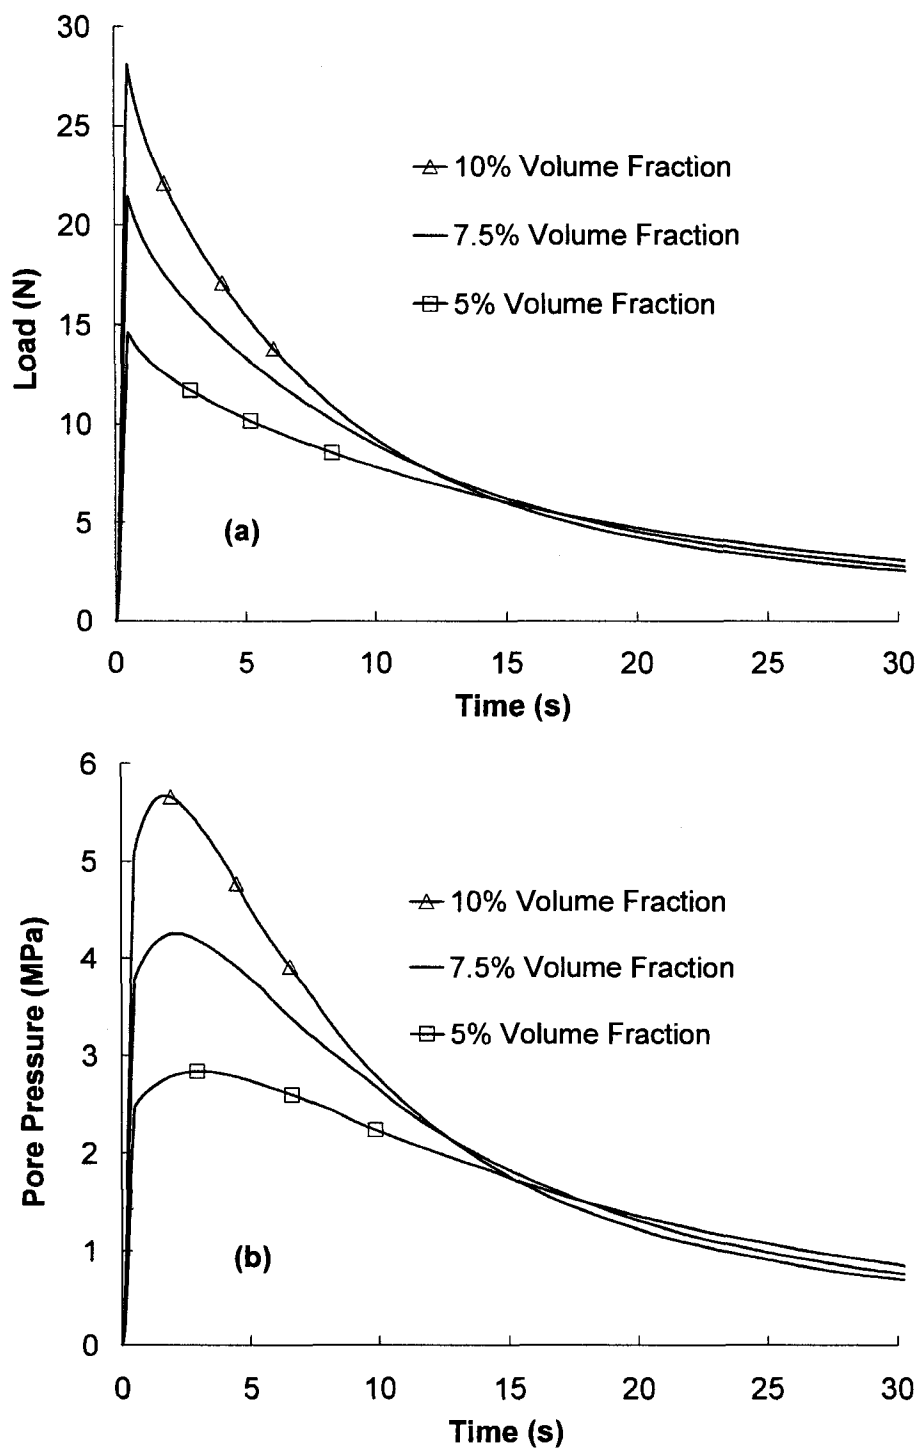 30
25
20
15
10
5
0
Load (N)
10% Volume Fraction
7.5% Volume Fraction
5% Volume Fraction
(a)
0 5 10 15 20 25 30
Time (s)
6
5
4
3
2
1
0
Pore Pressure (MPa)
10% Volume Fraction
7.5% Volume Fraction
5% Volume Fraction
(b)
0 5 10 15 20 25 30
Time (s)